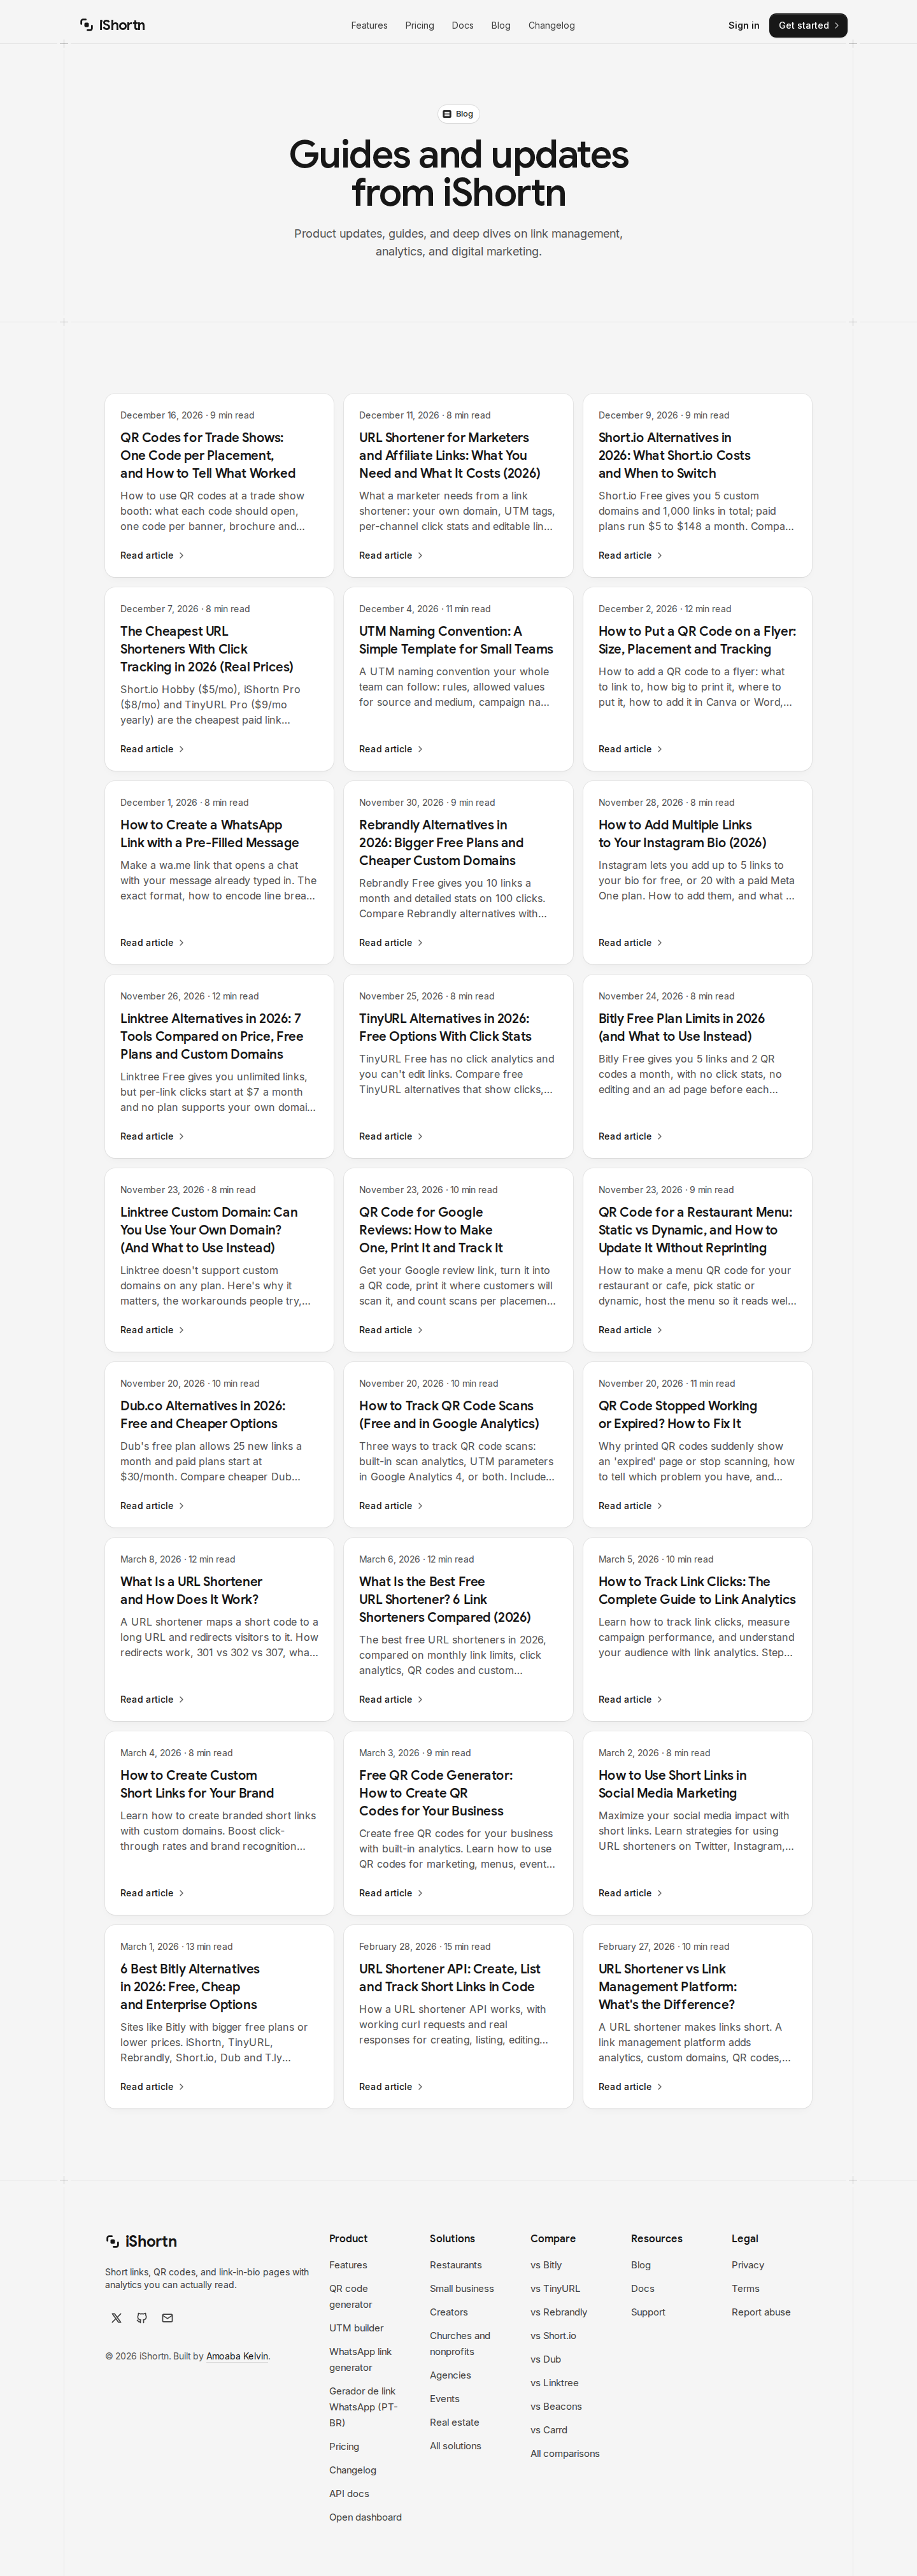 iShortn
Features
Pricing
Docs
Blog
Changelog
Sign in
Get started
Blog
Guides and updates
from iShortn
Product updates, guides, and deep dives on link management,
analytics, and digital marketing.
December 16, 2026 · 9 min read
QR Codes for Trade Shows:
One Code per Placement,
and How to Tell What Worked
How to use QR codes at a trade show
booth: what each code should open,
one code per banner, brochure and...
Read article
December 11, 2026 · 8 min read
URL Shortener for Marketers
and Affiliate Links: What You
Need and What It Costs (2026)
What a marketer needs from a link
shortener: your own domain, UTM tags,
per-channel click stats and editable lin...
Read article
December 9, 2026 · 9 min read
Short.io Alternatives in
2026: What Short.io Costs
and When to Switch
Short.io Free gives you 5 custom
domains and 1,000 links in total; paid
plans run $5 to $148 a month. Compa...
Read article
December 7, 2026 · 8 min read
The Cheapest URL
Shorteners With Click
Tracking in 2026 (Real Prices)
Short.io Hobby ($5/mo), iShortn Pro
($8/mo) and TinyURL Pro ($9/mo
yearly) are the cheapest paid link...
Read article
December 4, 2026 · 11 min read
UTM Naming Convention: A
Simple Template for Small Teams
A UTM naming convention your whole
team can follow: rules, allowed values
for source and medium, campaign na...
Read article
December 2, 2026 · 12 min read
How to Put a QR Code on a Flyer:
Size, Placement and Tracking
How to add a QR code to a flyer: what
to link to, how big to print it, where to
put it, how to add it in Canva or Word,...
Read article
December 1, 2026 · 8 min read
How to Create a WhatsApp
Link with a Pre-Filled Message
Make a wa.me link that opens a chat
with your message already typed in. The
exact format, how to encode line brea...
Read article
November 30, 2026 · 9 min read
Rebrandly Alternatives in
2026: Bigger Free Plans and
Cheaper Custom Domains
Rebrandly Free gives you 10 links a
month and detailed stats on 100 clicks.
Compare Rebrandly alternatives with...
Read article
November 28, 2026 · 8 min read
How to Add Multiple Links
to Your Instagram Bio (2026)
Instagram lets you add up to 5 links to
your bio for free, or 20 with a paid Meta
One plan. How to add them, and what ...
Read article
November 26, 2026 · 12 min read
Linktree Alternatives in 2026: 7
Tools Compared on Price, Free
Plans and Custom Domains
Linktree Free gives you unlimited links,
but per-link clicks start at $7 a month
and no plan supports your own domai...
Read article
November 25, 2026 · 8 min read
TinyURL Alternatives in 2026:
Free Options With Click Stats
TinyURL Free has no click analytics and
you can't edit links. Compare free
TinyURL alternatives that show clicks,...
Read article
November 24, 2026 · 8 min read
Bitly Free Plan Limits in 2026
(and What to Use Instead)
Bitly Free gives you 5 links and 2 QR
codes a month, with no click stats, no
editing and an ad page before each...
Read article
November 23, 2026 · 8 min read
Linktree Custom Domain: Can
You Use Your Own Domain?
(And What to Use Instead)
Linktree doesn't support custom
domains on any plan. Here's why it
matters, the workarounds people try,...
Read article
November 23, 2026 · 10 min read
QR Code for Google
Reviews: How to Make
One, Print It and Track It
Get your Google review link, turn it into
a QR code, print it where customers will
scan it, and count scans per placemen...
Read article
November 23, 2026 · 9 min read
QR Code for a Restaurant Menu:
Static vs Dynamic, and How to
Update It Without Reprinting
How to make a menu QR code for your
restaurant or cafe, pick static or
dynamic, host the menu so it reads wel...
Read article
November 20, 2026 · 10 min read
Dub.co Alternatives in 2026:
Free and Cheaper Options
Dub's free plan allows 25 new links a
month and paid plans start at
$30/month. Compare cheaper Dub...
Read article
November 20, 2026 · 10 min read
How to Track QR Code Scans
(Free and in Google Analytics)
Three ways to track QR code scans:
built-in scan analytics, UTM parameters
in Google Analytics 4, or both. Include...
Read article
November 20, 2026 · 11 min read
QR Code Stopped Working
or Expired? How to Fix It
Why printed QR codes suddenly show
an 'expired' page or stop scanning, how
to tell which problem you have, and...
Read article
March 8, 2026 · 12 min read
What Is a URL Shortener
and How Does It Work?
A URL shortener maps a short code to a
long URL and redirects visitors to it. How
redirects work, 301 vs 302 vs 307, wha...
Read article
March 6, 2026 · 12 min read
What Is the Best Free
URL Shortener? 6 Link
Shorteners Compared (2026)
The best free URL shorteners in 2026,
compared on monthly link limits, click
analytics, QR codes and custom...
Read article
March 5, 2026 · 10 min read
How to Track Link Clicks: The
Complete Guide to Link Analytics
Learn how to track link clicks, measure
campaign performance, and understand
your audience with link analytics. Step...
Read article
March 4, 2026 · 8 min read
How to Create Custom
Short Links for Your Brand
Learn how to create branded short links
with custom domains. Boost click-
through rates and brand recognition...
Read article
March 3, 2026 · 9 min read
Free QR Code Generator:
How to Create QR
Codes for Your Business
Create free QR codes for your business
with built-in analytics. Learn how to use
QR codes for marketing, menus, event...
Read article
March 2, 2026 · 8 min read
How to Use Short Links in
Social Media Marketing
Maximize your social media impact with
short links. Learn strategies for using
URL shorteners on Twitter, Instagram,...
Read article
March 1, 2026 · 13 min read
6 Best Bitly Alternatives
in 2026: Free, Cheap
and Enterprise Options
Sites like Bitly with bigger free plans or
lower prices. iShortn, TinyURL,
Rebrandly, Short.io, Dub and T.ly...
Read article
February 28, 2026 · 15 min read
URL Shortener API: Create, List
and Track Short Links in Code
How a URL shortener API works, with
working curl requests and real
responses for creating, listing, editing...
Read article
February 27, 2026 · 10 min read
URL Shortener vs Link
Management Platform:
What's the Difference?
A URL shortener makes links short. A
link management platform adds
analytics, custom domains, QR codes,...
Read article
iShortn
Short links, QR codes, and link-in-bio pages with
analytics you can actually read.
© 2026 iShortn. Built by Amoaba Kelvin.
Product
Features
QR code
generator
UTM builder
WhatsApp link
generator
Gerador de link
WhatsApp (PT-
BR)
Pricing
Changelog
API docs
Open dashboard
Solutions
Restaurants
Small business
Creators
Churches and
nonprofits
Agencies
Events
Real estate
All solutions
Compare
vs Bitly
vs TinyURL
vs Rebrandly
vs Short.io
vs Dub
vs Linktree
vs Beacons
vs Carrd
All comparisons
Resources
Blog
Docs
Support
Legal
Privacy
Terms
Report abuse